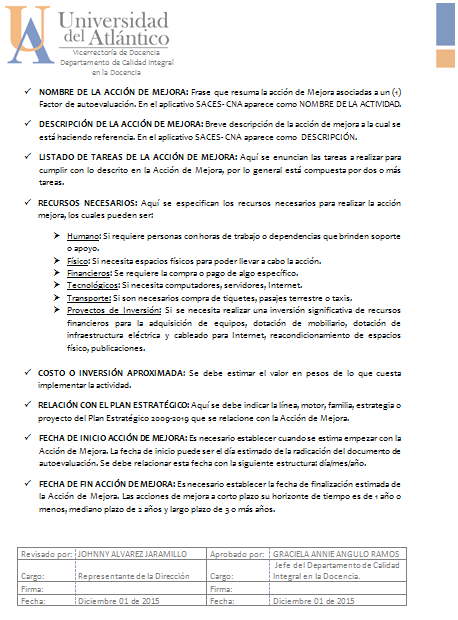 Universidad
del Atlántico
Vicerrectoría de Docencia
Departamento de Calidad Integral
en la Docencia
✓ NOMBRE DE LA ACCIÓN DE MEJORA: Frase que resuma la acción de Mejora asociadas a un (1)
Factor de autoevaluación. En el aplicativo SACES- CNA aparece como NOMBRE DE LA ACTIVIDAD.
✓ DESCRIPCIÓN DE LA ACCIÓN DE MEJORA: Breve descripción de la acción de mejora a la cual se
está haciendo referencia. En el aplicativo SACES- CNA aparece como DESCRIPCIÓN.
✓ LISTADO DE TAREAS DE LA ACCIÓN DE MEJORA: Aquí se enuncian las tareas a realizar para
cumplir con lo descrito en la Acción de Mejora, por lo general está compuesta por dos o más
tareas.
✓ RECURSOS NECESARIOS: Aquí se especifican los recursos necesarios para realizar la acción
mejora, los cuales pueden ser:
➢ Humano: Si requiere personas con horas de trabajo o dependencias que brinden soporte
o apoyo.
➢ Físico: Si necesita espacios físicos para poder llevar a cabo la acción.
➢ Financieros: Se requiere la compra o pago de algo específico.
➢ Tecnológicos: Si necesita computadores, servidores, Internet.
➢ Transporte: Si son necesarios compra de tiquetes, pasajes terrestre o taxis.
➢ Proyectos de Inversión: Si se necesita realizar una inversión significativa de recursos
financieros para la adquisición de equipos, dotación de mobiliario, dotación de
infraestructura eléctrica y cableado para Internet, reacondicionamiento de espacios
físico, publicaciones.
✓ COSTO O INVERSIÓN APROXIMADA: Se debe estimar el valor en pesos de lo que cuesta
implementar la actividad.
✓ RELACIÓN CON EL PLAN ESTRATÉGICO: Aquí se debe indicar la línea, motor, familia, estrategia o
proyecto del Plan Estratégico 2009-2019 que se relacione con la Acción de Mejora.
✓ FECHA DE INICIO ACCIÓN DE MEJORA: Es necesario establecer cuando se estima empezar con la
Acción de Mejora. La fecha de inicio puede ser el día estimado de la radicación del documento de
autoevaluación. Se debe relacionar esta fecha con la siguiente estructura: día/mes/año.
✓ FECHA DE FIN ACCIÓN DE MEJORA: Es necesario establecer la fecha de finalización estimada de
la Acción de Mejora. Las acciones de mejora a corto plazo su horizonte de tiempo es de 1 año o
menos, mediano plazo de 2 años y largo plazo de 3 o más años.
Revisado por: JOHNNY ALVAREZ JARAMILLO Aprobado por: GRACIELA ANNIE ANGULO RAMOS
Cargo: Representante de la Dirección Cargo: Jefe del Departamento de Calidad
Integral en la Docencia.
Firma: Firma:
Fecha: Diciembre 01 de 2015 Fecha: Diciembre 01 de 2015